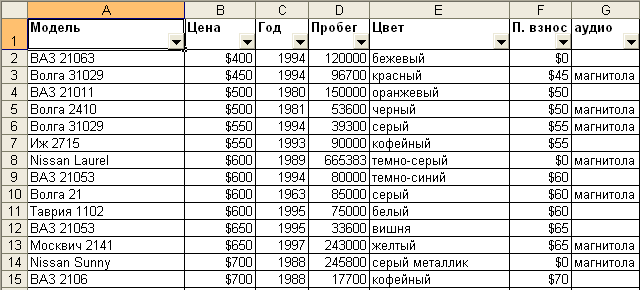 A B C D E F G
1 Модель Цена Год Пробег Цвет П. взнос аудио
2 ВАЗ 21063 $400 1994 120000 бежевый $0
3 Волга 31029 $450 1994 96700 красный $45 магнитола
4 ВАЗ 21011 $500 1980 150000 оранжевый $50
5 Волга 2410 $500 1981 53600 черный $50 магнитола
6 Волга 31029 $550 1994 39300 серый $55 магнитола
7 Иж 2715 $550 1993 90000 кофейный $55
8 Nissan Laurel $600 1989 665383 темно-серый $0 магнитола
9 ВАЗ 21053 $600 1994 80000 темно-синий $60
10 Волга 21 $600 1963 85000 серый $60 магнитола
11 Таврия 1102 $600 1995 75000 белый $60
12 ВАЗ 21053 $650 1995 33600 вишня $65
13 Москвич 2141 $650 1997 243000 желтый $65 магнитола
14 Nissan Sunny $700 1988 245800 серый металлик $0 магнитола
15 ВАЗ 2106 $700 1988 17700 кофейный $70